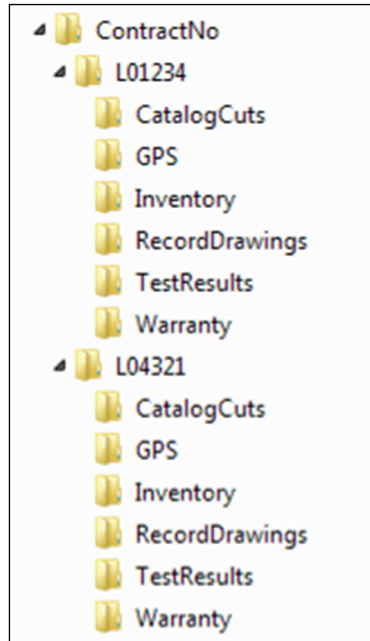 ContractNo
L01234
CatalogCuts
GPS
Inventory
RecordDrawings
TestResults
Warranty
L04321
CatalogCuts
GPS
Inventory
RecordDrawings
TestResults
Warranty